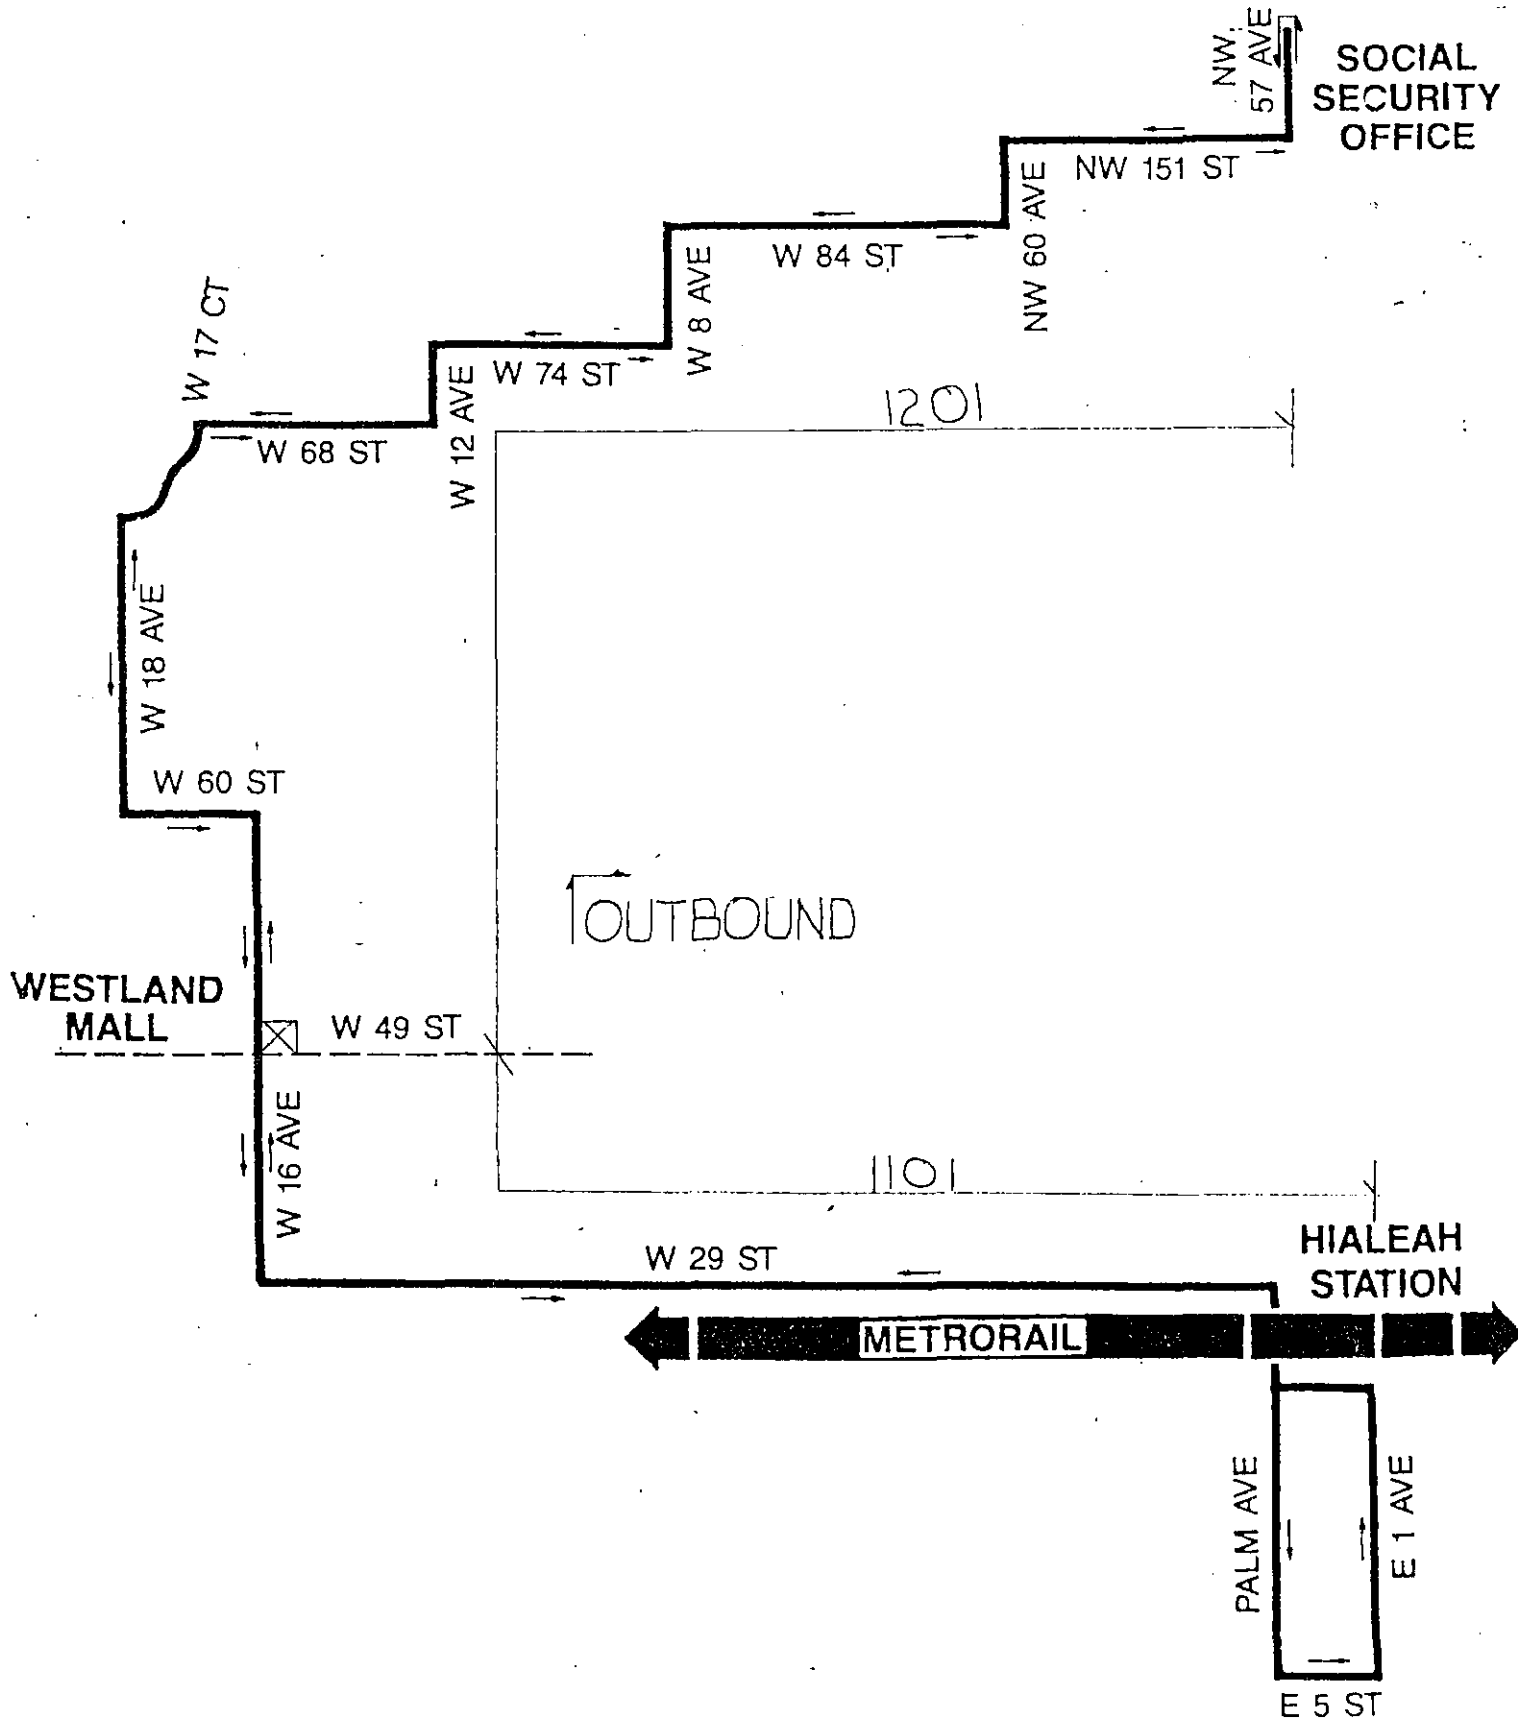 NW.
57 AVE
SOCIAL
SECURITY
OFFICE
NW 151 ST
NW 60 AVE
W 84 ST
W 8 AVE
W 17 CT
W 74 ST
W 12 AVE
W 68 ST
1201
W 18 AVE
W 60 ST
OUTBOUND
WESTLAND
MALL
W 49 ST
W 16 AVE
1101
W 29 ST
HIALEAH
STATION
METRORAIL
PALM AVE
E 1 AVE
E 5 ST